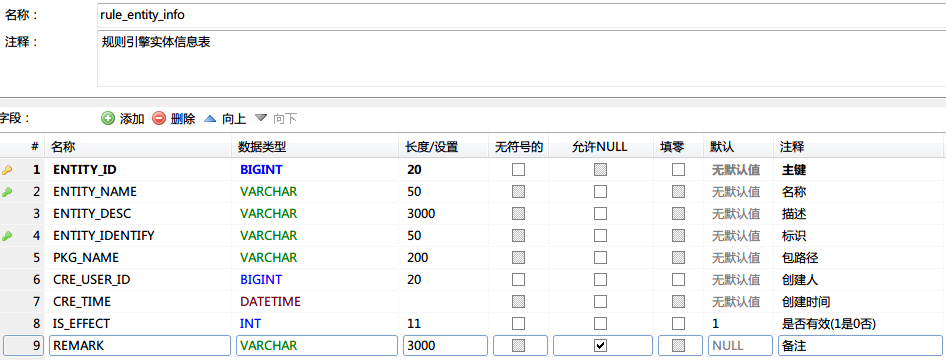 名称： rule_entity_info
注释： 规则引擎实体信息表
字段： 添加 删除 向上 向下
# 名称 数据类型 长度/设置 无符号的 允许NULL 填零 默认 注释
1 ENTITY_ID BIGINT 20 无默认值 主键
2 ENTITY_NAME VARCHAR 50 无默认值 名称
3 ENTITY_DESC VARCHAR 3000 无默认值 描述
4 ENTITY_IDENTIFY VARCHAR 50 无默认值 标识
5 PKG_NAME VARCHAR 200 无默认值 包路径
6 CRE_USER_ID BIGINT 20 无默认值 创建人
7 CRE_TIME DATETIME 无默认值 创建时间
8 IS_EFFECT INT 11 1 是否有效(1是0否)
9 REMARK VARCHAR 3000 NULL 备注